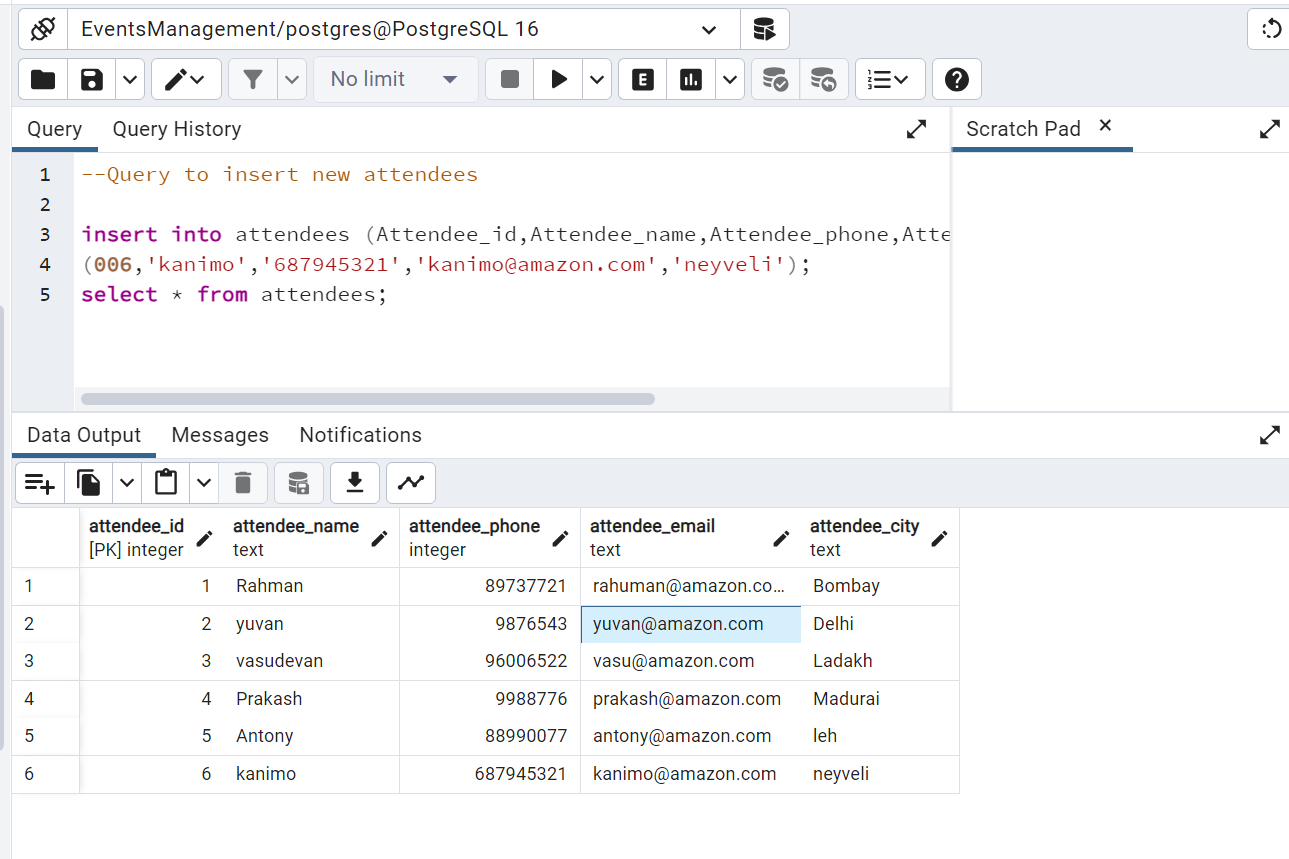 EventsManagement/postgres@PostgreSQL 16
No limit
E
Query Query History
Scratch Pad
1 --Query to insert new attendees
2
3 insert into attendees (Attendee_id,Attendee_name,Attendee_phone,Atte
4 (006,'kanimo','687945321','kanimo@amazon.com','neyveli');
5 select * from attendees;
Data Output Messages Notifications
attendee_id attendee_name attendee_phone attendee_email attendee_city
[PK] integer text integer text text
1 1 Rahman 89737721 rahuman@amazon.co… Bombay
2 2 yuvan 9876543 yuvan@amazon.com Delhi
3 3 vasudevan 96006522 vasu@amazon.com Ladakh
4 4 Prakash 9988776 prakash@amazon.com Madurai
5 5 Antony 88990077 antony@amazon.com leh
6 6 kanimo 687945321 kanimo@amazon.com neyveli